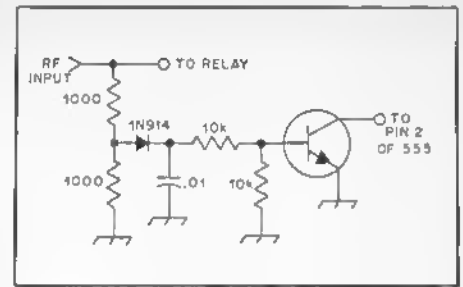 RF
INPUT
TO RELAY
1000
1N914
10k
TO
PIN 2
OF 555
1000
.01
10k